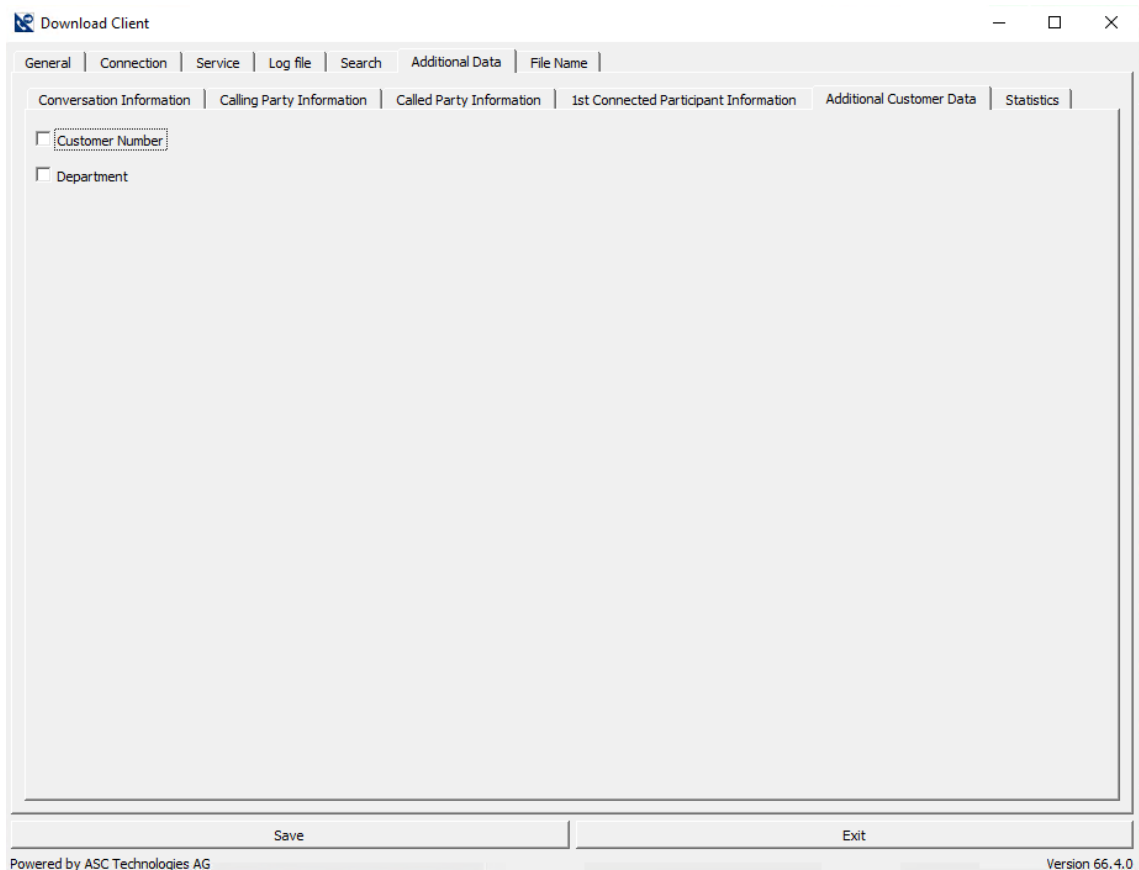 Download Client
General Connection Service Log file Search Additional Data File Name
Conversation Information Calling Party Information Called Party Information 1st Connected Participant Information Additional Customer Data Statistics
Customer Number
Department
Save Exit
Powered by ASC Technologies AG Version 66.4.0